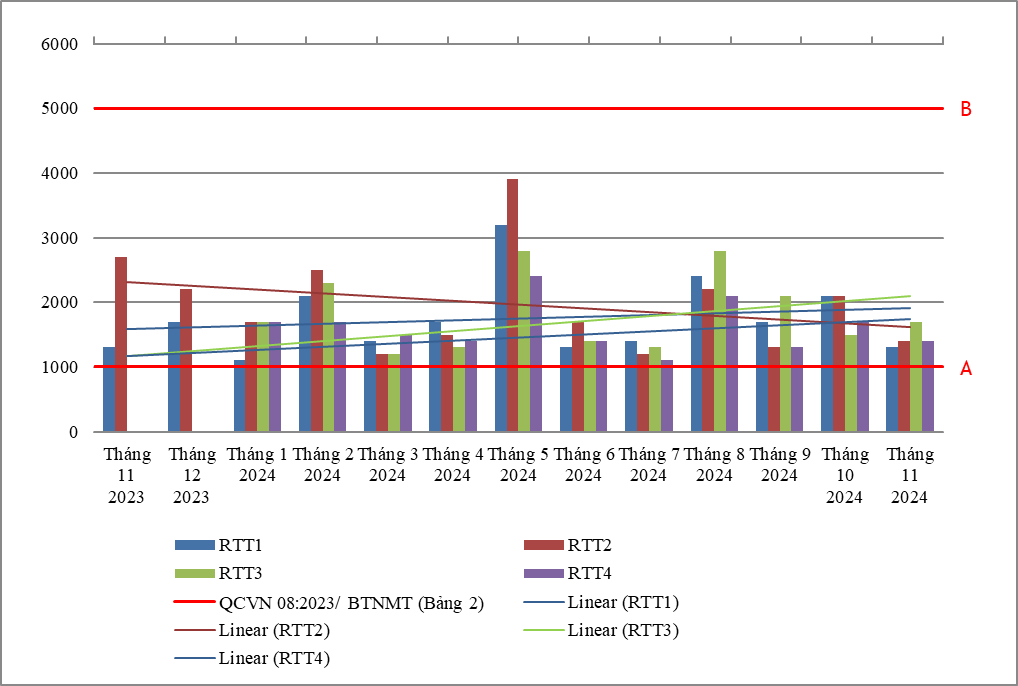 6000
5000
B
4000
3000
2000
1000
A
0
Tháng
11
2023
Tháng
12
2023
Tháng 1
2024
Tháng 2
2024
Tháng 3
2024
Tháng 4
2024
Tháng 5
2024
Tháng 6
2024
Tháng 7
2024
Tháng 8
2024
Tháng 9
2024
Tháng
10
2024
Tháng
11
2024
RTT1
RTT2
RTT3
RTT4
QCVN 08:2023/ BTNMT (Bảng 2)
Linear (RTT1)
Linear (RTT2)
Linear (RTT3)
Linear (RTT4)